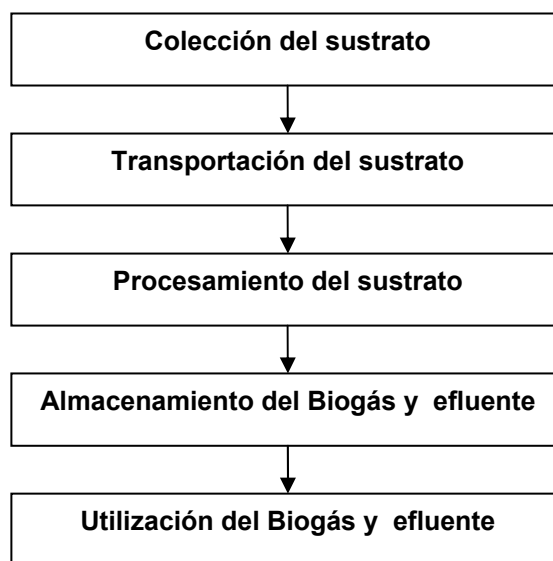 Colección del sustrato
Transportación del sustrato
Procesamiento del sustrato
Almacenamiento del Biogás y efluente
Utilización del Biogás y efluente